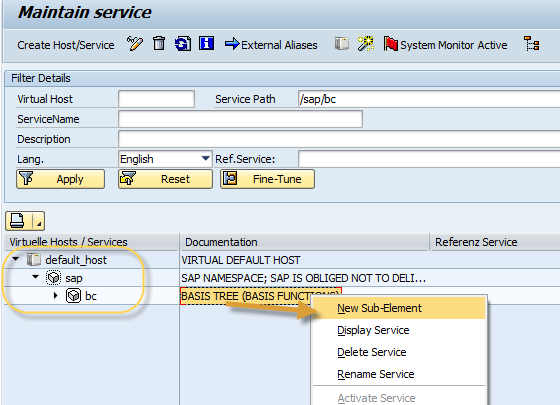 Maintain service
Create Host/Service External Aliases System Monitor Active
Filter Details
Virtual Host Service Path /sap/bc
ServiceName
Description
Lang. English Ref.Service:
Apply Reset Fine-Tune
Virtuelle Hosts / Services Documentation Referenz Service
default_host VIRTUAL DEFAULT HOST
sap SAP NAMESPACE; SAP IS OBLIGED NOT TO DELI...
bc BASIS TREE (BASIS FUNCTIONS)
New Sub-Element
Display Service
Delete Service
Rename Service
Activate Service